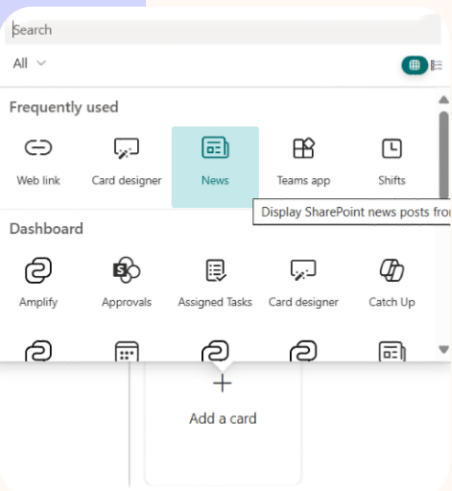 Search
All
Frequently used
Web link Card designer News Teams app Shifts
Display SharePoint news posts fro
Dashboard
Amplify Approvals Assigned Tasks Card designer Catch Up
Add a card